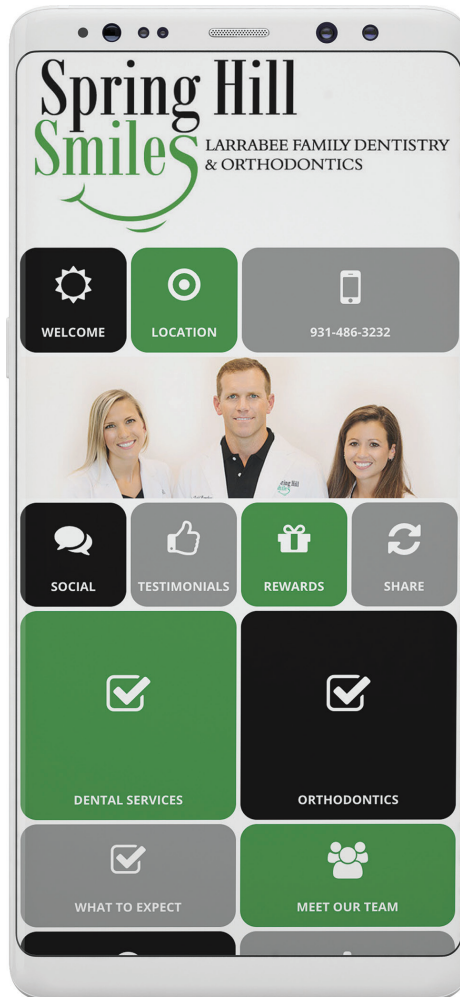 Spring Hill
Smiles
LARRABEE FAMILY DENTISTRY
& ORTHODONTICS
WELCOME
LOCATION
931-486-3232
SOCIAL
TESTIMONIALS
REWARDS
SHARE
DENTAL SERVICES
ORTHODONTICS
WHAT TO EXPECT
MEET OUR TEAM